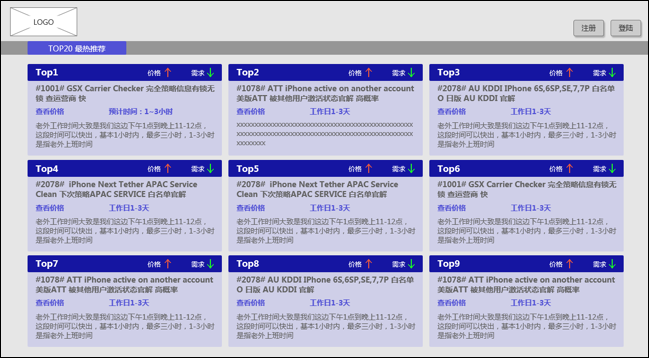 LOGO
注册 登陆
TOP20 最热推荐
Top1 价格 需求
#1001# GSX Carrier Checker 完全策略信息有锁无
锁 查运营商 快
查看价格 预计时间：1~3小时
老外工作时间大致是我们这边下午1点到晚上11-12点，
这段时间可以快出，基本1小时内，最多三小时，1-3小时
是指老外上班时间
Top2 价格 需求
#1078# ATT iPhone active on another account
美版ATT 被其他用户激活状态官解 高概率
查看价格 工作日1-3天
Top3 价格 需求
#2078# AU KDDI IPhone 6S,6SP,SE,7,7P 白名单
O 日版 AU KDDI 官解
查看价格 工作日1-3天
老外工作时间大致是我们这边下午1点到晚上11-12点，
这段时间可以快出，基本1小时内，最多三小时，1-3小时
是指老外上班时间
Top4 价格 需求
#2078# iPhone Next Tether APAC Service
Clean 下次策略APAC SERVICE 白名单官解
查看价格 工作日1-3天
老外工作时间大致是我们这边下午1点到晚上11-12点，
这段时间可以快出，基本1小时内，最多三小时，1-3小时
是指老外上班时间
Top5 价格 需求
#2078# iPhone Next Tether APAC Service
Clean 下次策略APAC SERVICE 白名单官解
查看价格 工作日1-3天
老外工作时间大致是我们这边下午1点到晚上11-12点，
这段时间可以快出，基本1小时内，最多三小时，1-3小时
是指老外上班时间
Top6 价格 需求
#1001# GSX Carrier Checker 完全策略信息有锁无
锁 查运营商 快
查看价格 工作日1-3天
老外工作时间大致是我们这边下午1点到晚上11-12点，
这段时间可以快出，基本1小时内，最多三小时，1-3小时
是指老外上班时间
Top7 价格 需求
#1078# ATT iPhone active on another account
美版ATT 被其他用户激活状态官解 高概率
查看价格 工作日1-3天
老外工作时间大致是我们这边下午1点到晚上11-12点，
这段时间可以快出，基本1小时内，最多三小时，1-3小时
是指老外上班时间
Top8 价格 需求
#2078# AU KDDI IPhone 6S,6SP,SE,7,7P 白名单
O 日版 AU KDDI 官解
查看价格 工作日1-3天
老外工作时间大致是我们这边下午1点到晚上11-12点，
这段时间可以快出，基本1小时内，最多三小时，1-3小时
是指老外上班时间
Top9 价格 需求
#1078# ATT iPhone active on another account
美版ATT 被其他用户激活状态官解 高概率
查看价格 工作日1-3天
老外工作时间大致是我们这边下午1点到晚上11-12点，
这段时间可以快出，基本1小时内，最多三小时，1-3小时
是指老外上班时间